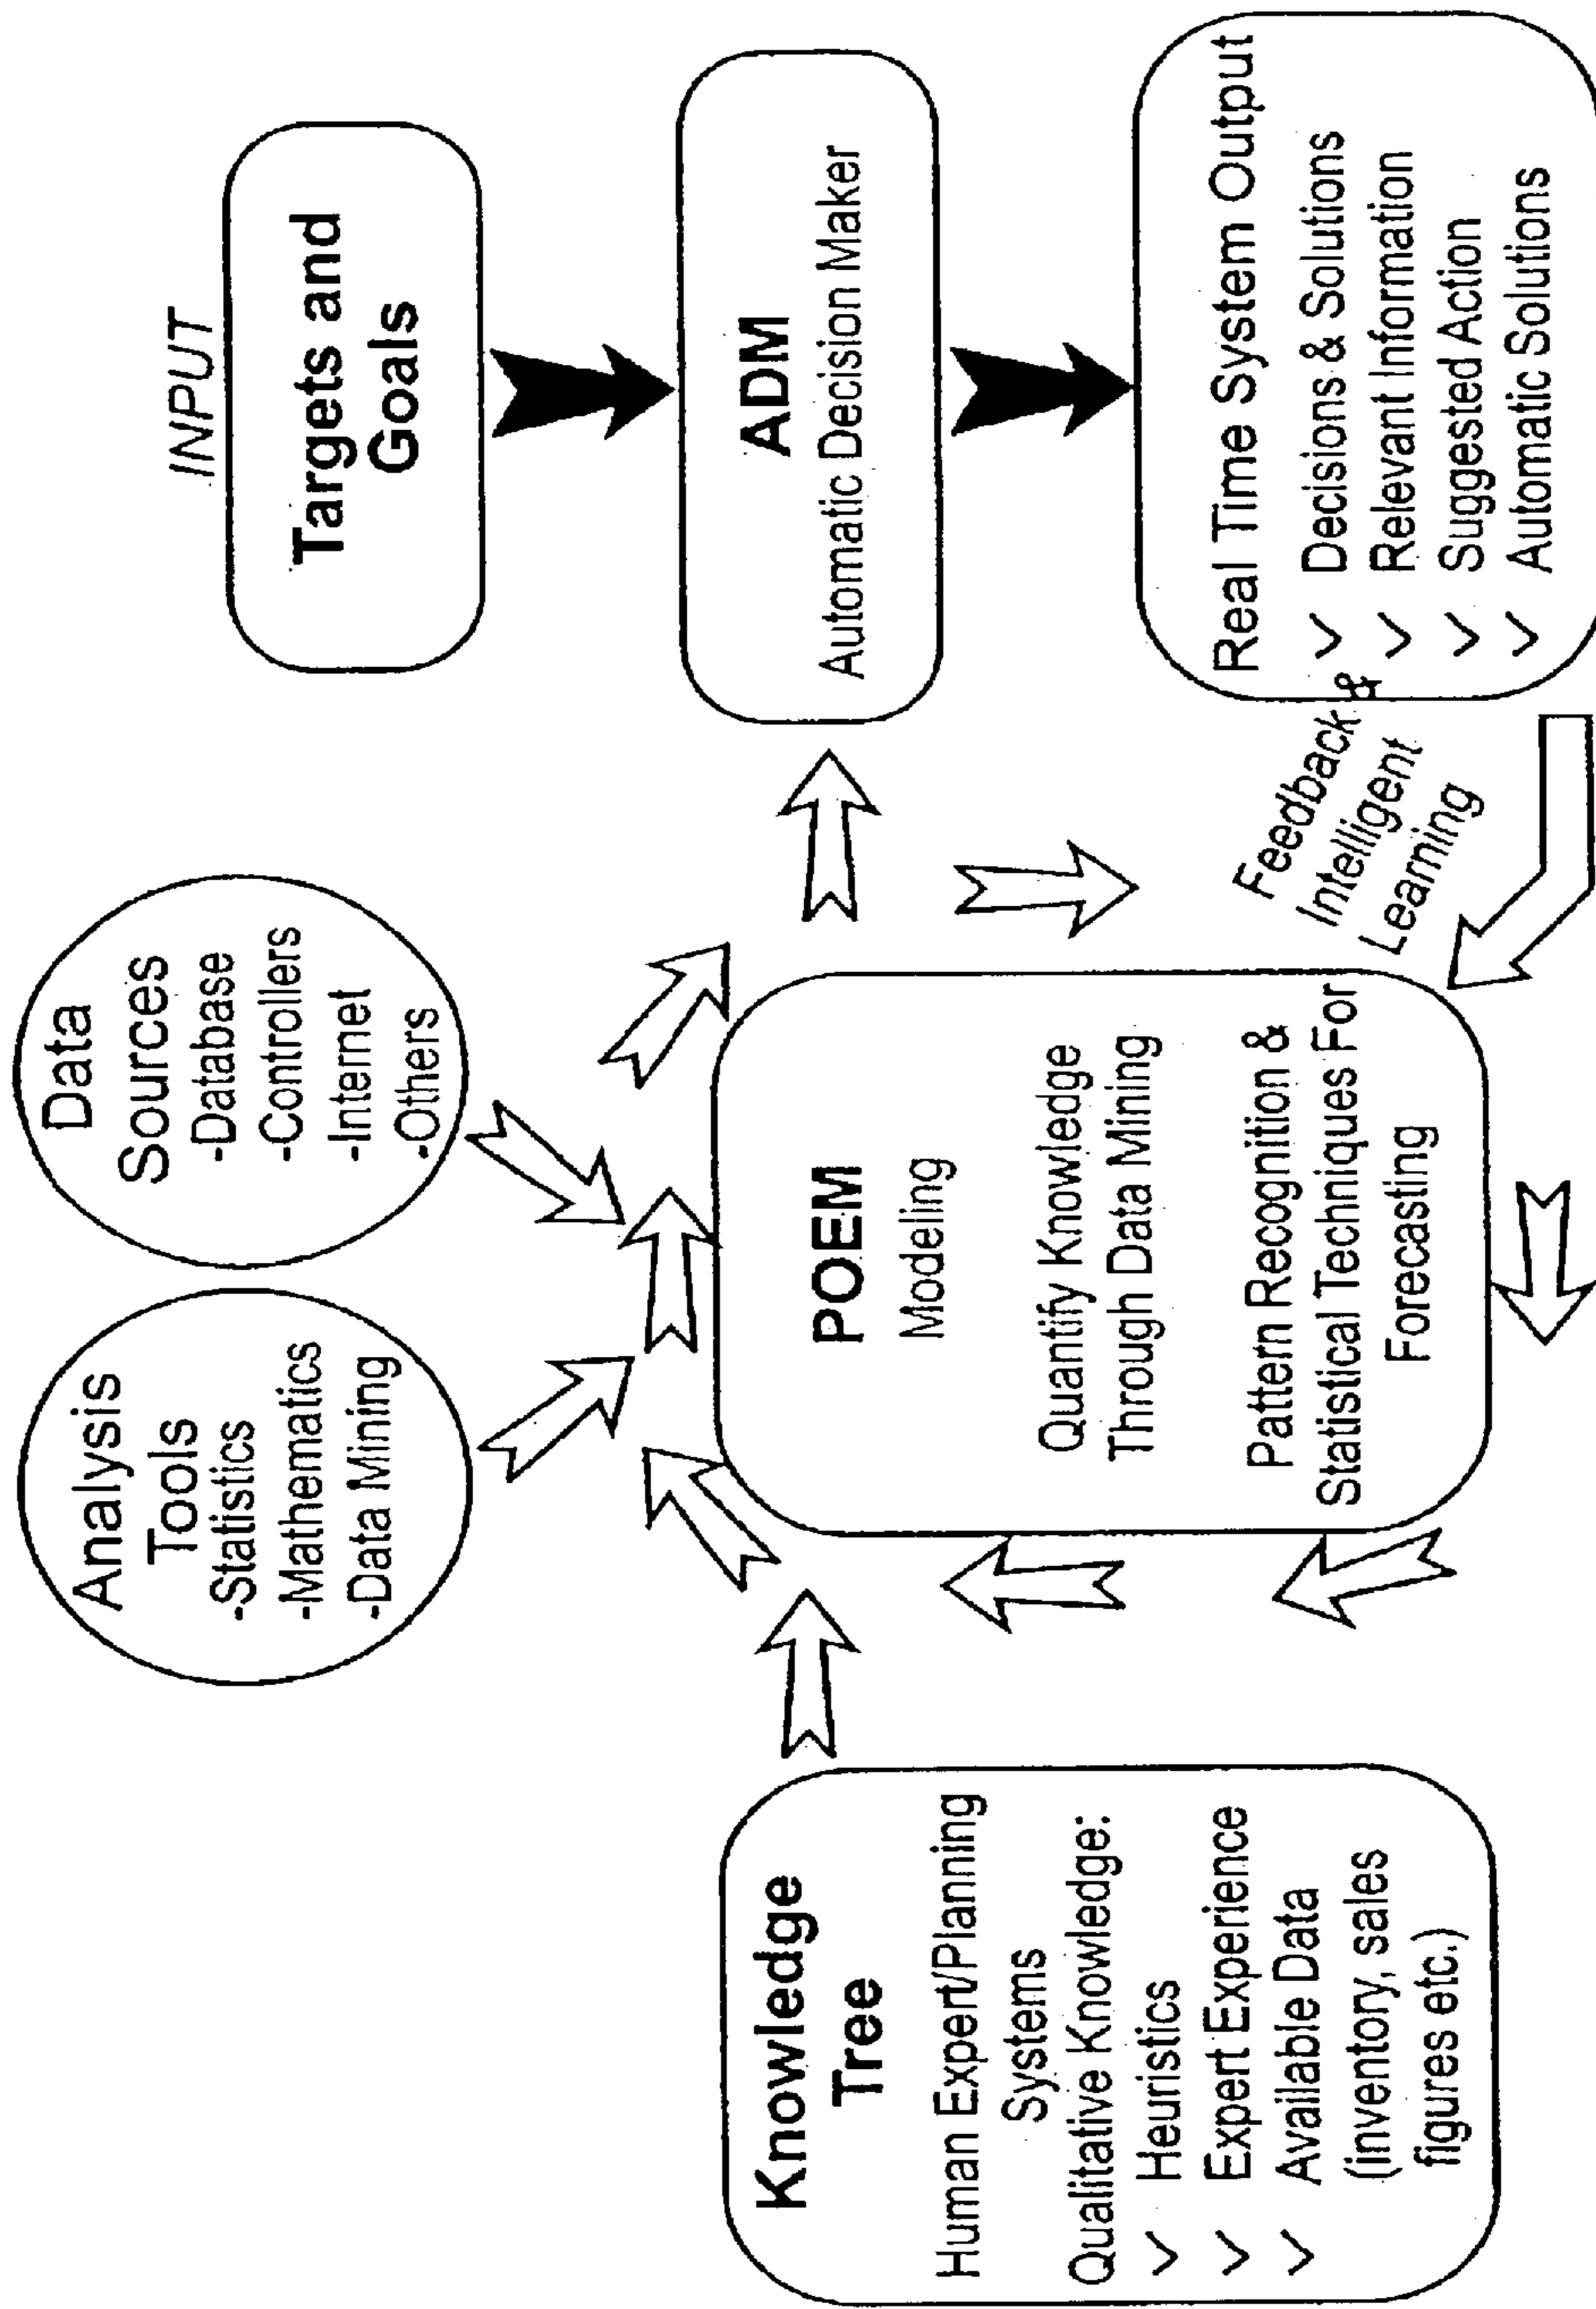 Analysis
Tools
-Statistics
-Mathematics
-Data Mining
Data
Sources
-Database
-Controllers
-Internet
-Others
INPUT
Targets and
Goals
Knowledge
Tree
Human Expert/Planning
Systems
Qualitative Knowledge:
> Heuristics
> Expert Experience
> Available Data
(inventory, sales
figures etc.)
POEM
Modeling
Quantify Knowledge
Through Data Mining
Pattern Recognition &
Statistical Techniques For
Forecasting
ADM
Automatic Decision Maker
Feedback &
Intelligent
Learning
Real Time System Output
> Decisions & Solutions
> Relevant Information
> Suggested Action
> Automatic Solutions